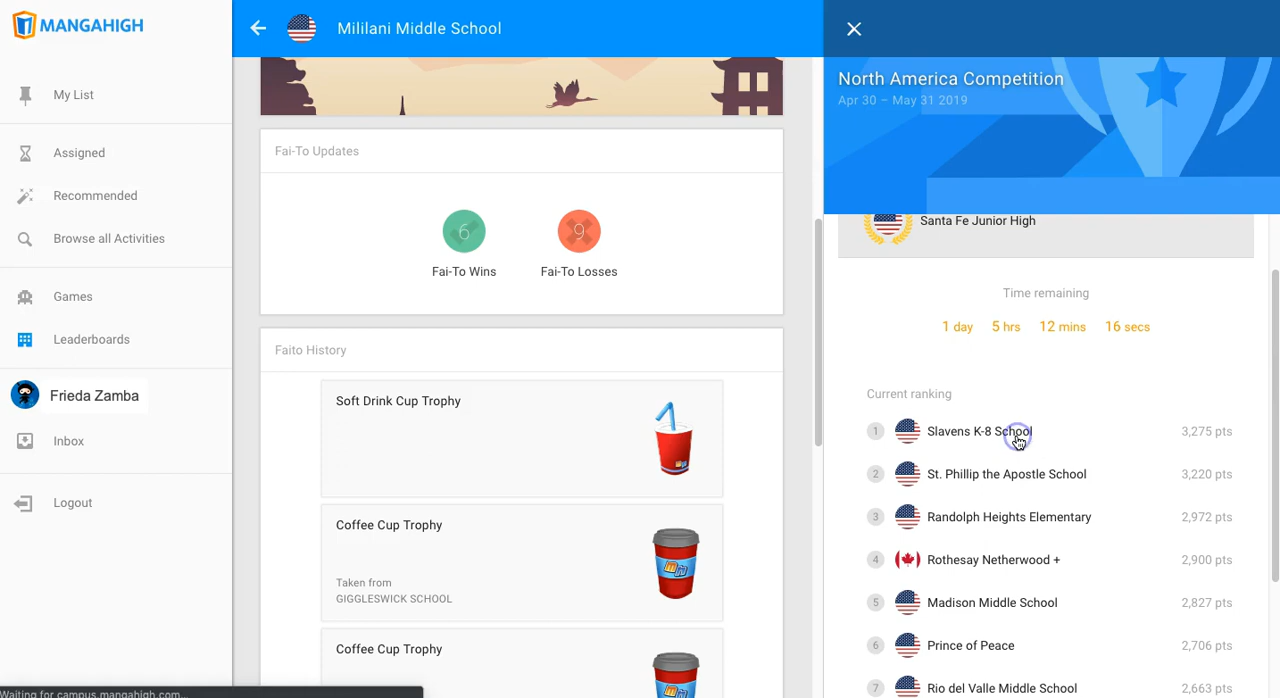 MANGAHIGH
My List
Assigned
Recommended
Browse all Activities
Games
Leaderboards
Frieda Zamba
Inbox
Logout
Waiting for campus.mangahigh.com...
Mililani Middle School
Fai-To Updates
6
9
Fai-To Wins
Fai-To Losses
Faito History
Soft Drink Cup Trophy
Coffee Cup Trophy
Taken from
GIGGLESWICK SCHOOL
Coffee Cup Trophy
North America Competition
Apr 30 – May 31 2019
Santa Fe Junior High
Time remaining
1 day 5 hrs 12 mins 16 secs
Current ranking
1 Slavens K-8 School 3,275 pts
2 St. Phillip the Apostle School 3,220 pts
3 Randolph Heights Elementary 2,972 pts
4 Rothesay Netherwood + 2,900 pts
5 Madison Middle School 2,827 pts
6 Prince of Peace 2,706 pts
7 Rio del Valle Middle School 2,663 pts